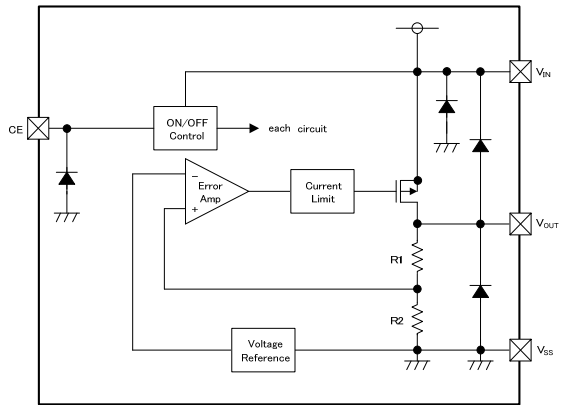 VIN
ON/OFF
Control
CE
each circuit
−
Error
Amp
+
Current
Limit
VOUT
R1
R2
Voltage
Reference
VSS